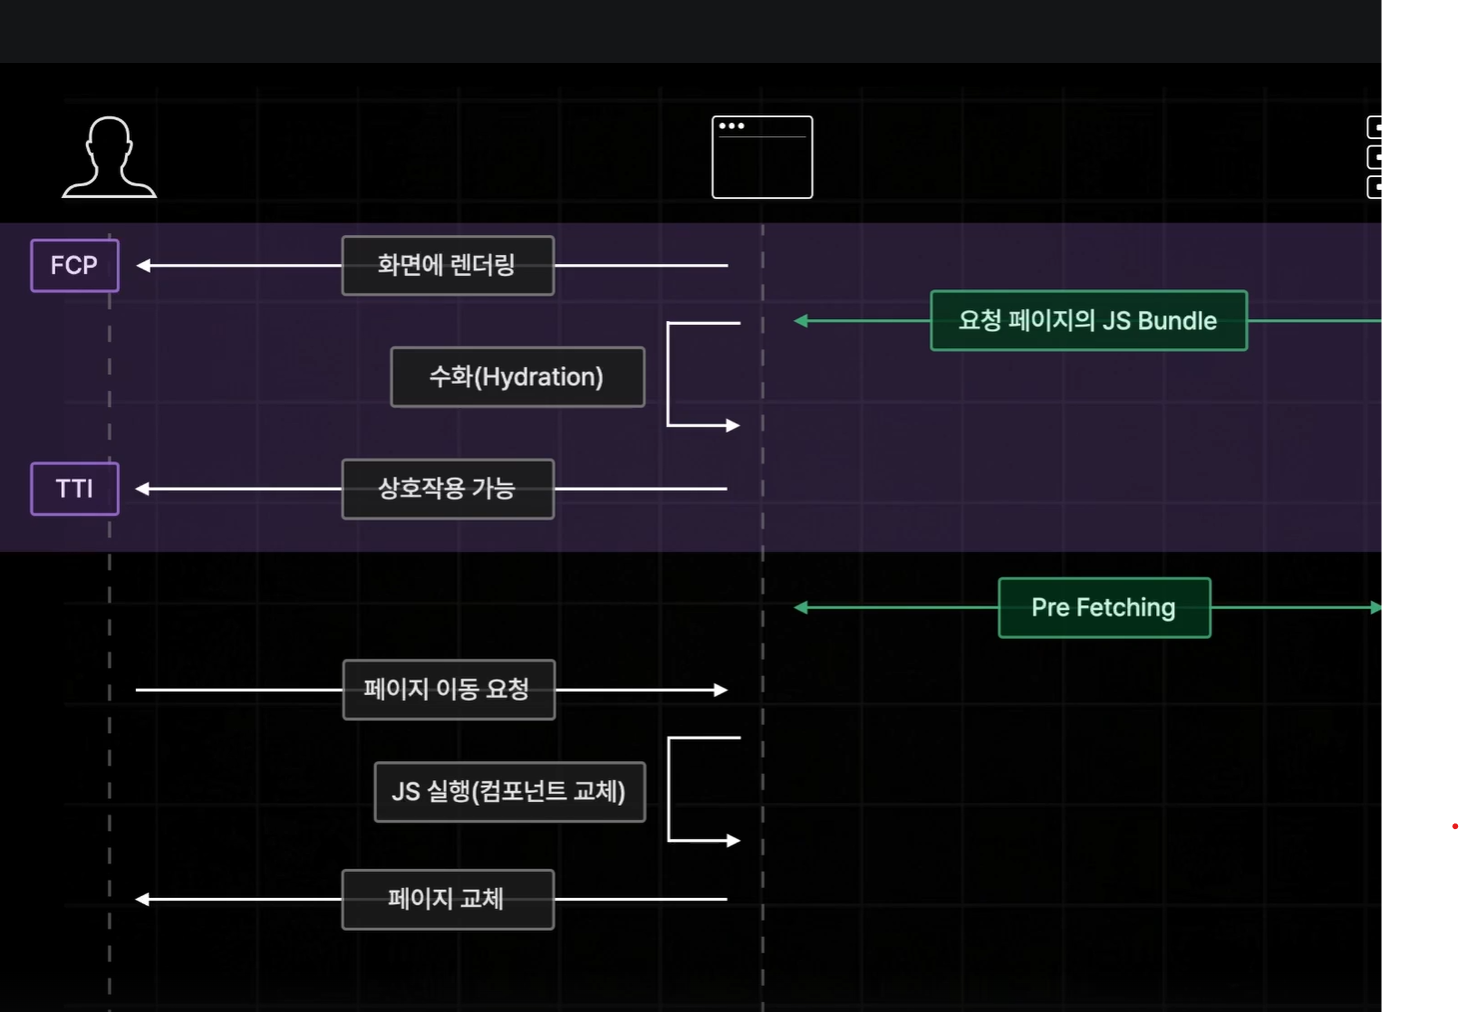 FCP
화면에 렌더링
요청 페이지의 JS Bundle
수화(Hydration)
TTI
상호작용 가능
Pre Fetching
페이지 이동 요청
JS 실행(컴포넌트 교체)
페이지 교체